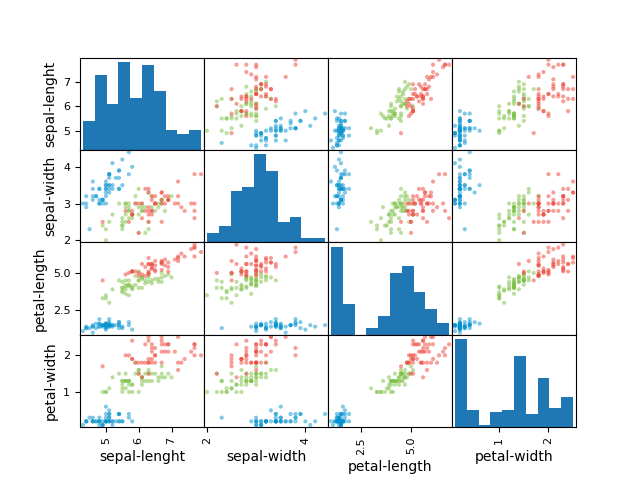 sepal-lenght
7
6
5
sepal-width
4
3
2
petal-length
5.0
2.5
petal-width
2
1
5 6 7 2 4 2.5 5.0 1 2
sepal-lenght sepal-width petal-length petal-width